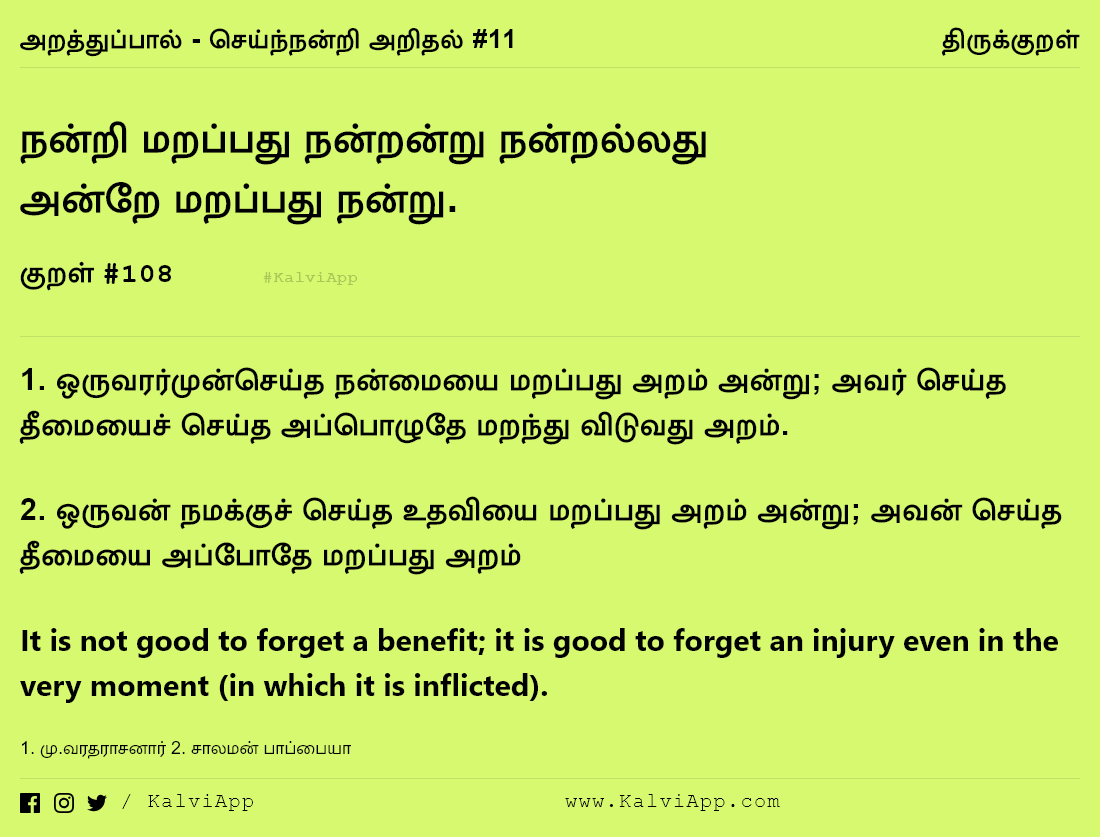 அறத்துப்பால் - செய்ந்நன்றி அறிதல் #11
திருக்குறள்
நன்றி மறப்பது நன்றன்று நன்றல்லது
அன்றே மறப்பது நன்று.
குறள் #108
#KalviApp
1. ஒருவரர்முன்செய்த நன்மையை மறப்பது அறம் அன்று; அவர் செய்த
தீமையைச் செய்த அப்பொழுதே மறந்து விடுவது அறம்.
2. ஒருவன் நமக்குச் செய்த உதவியை மறப்பது அறம் அன்று; அவன் செய்த
தீமையை அப்போதே மறப்பது அறம்
It is not good to forget a benefit; it is good to forget an injury even in the
very moment (in which it is inflicted).
1. மு.வரதராசனார் 2. சாலமன் பாப்பையா
/ KalviApp
www.KalviApp.com